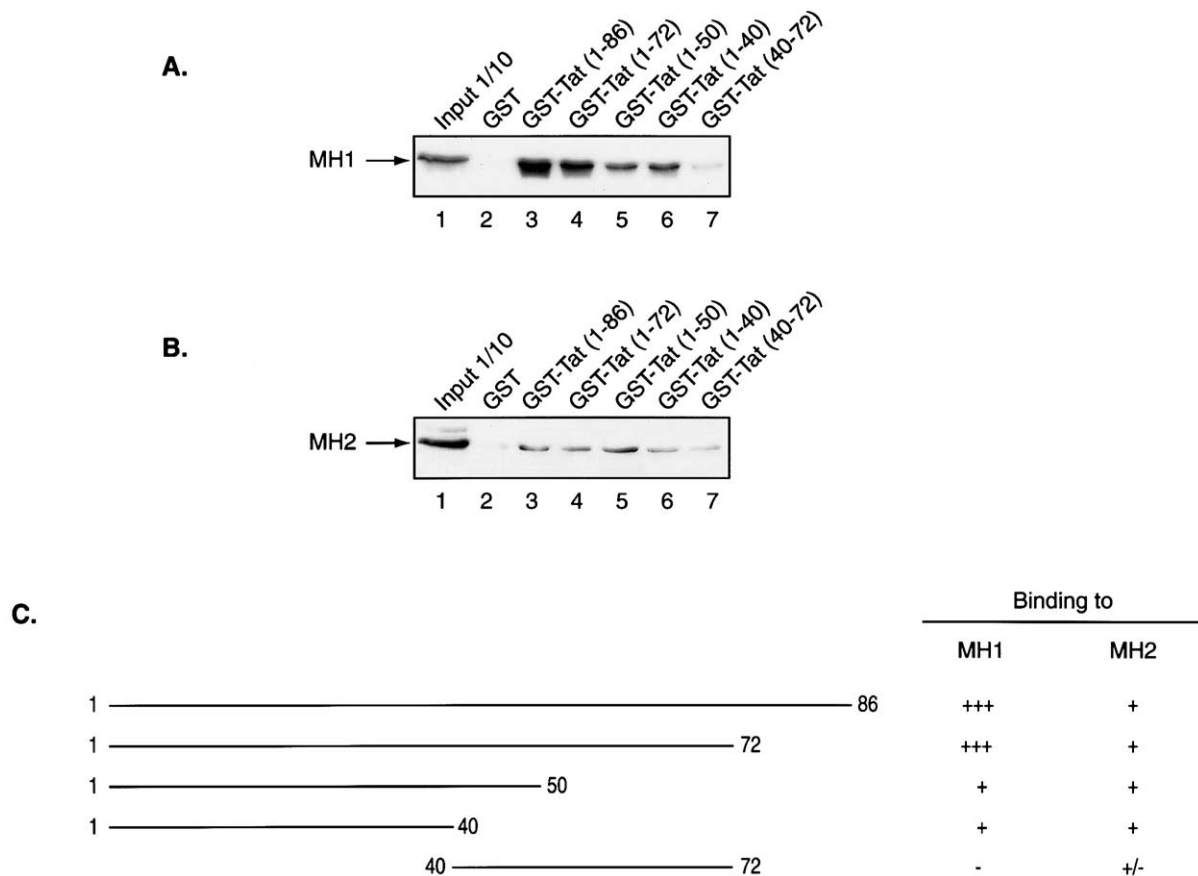 A.
Input 1/10 GST GST-Tat (1-86) GST-Tat (1-72) GST-Tat (1-50) GST-Tat (1-40) GST-Tat (40-72)
MH1
1 2 3 4 5 6 7
B.
Input 1/10 GST GST-Tat (1-86) GST-Tat (1-72) GST-Tat (1-50) GST-Tat (1-40) GST-Tat (40-72)
MH2
1 2 3 4 5 6 7
C.
Binding to
MH1 MH2
1 86 +++ +
1 72 +++ +
1 50 + +
1 40 + +
40 72 - +/-